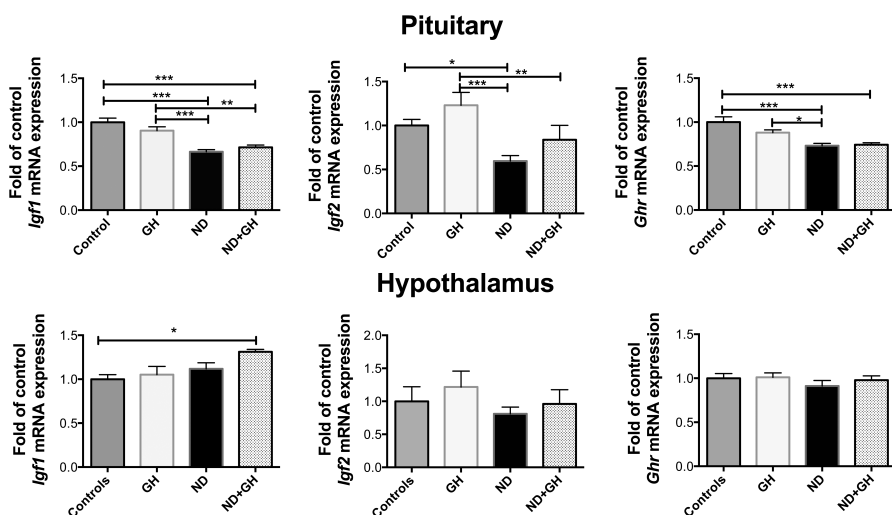 Pituitary
Fold of control
Igf1 mRNA expression
1.5
1.0
0.5
0.0
***
***
**
***
Control
GH
ND
ND+GH
Fold of control
Igf2 mRNA expression
1.5
1.0
0.5
0.0
*
**
***
Control
GH
ND
ND+GH
Fold of control
Ghr mRNA expression
1.5
1.0
0.5
0.0
***
***
*
Control
GH
ND
ND+GH
Hypothalamus
Fold of control
Igf1 mRNA expression
1.5
1.0
0.5
0.0
*
Controls
GH
ND
ND+GH
Fold of control
Igf2 mRNA expression
2.0
1.5
1.0
0.5
0.0
Controls
GH
ND
ND+GH
Fold of control
Ghr mRNA expression
1.5
1.0
0.5
0.0
Controls
GH
ND
ND+GH